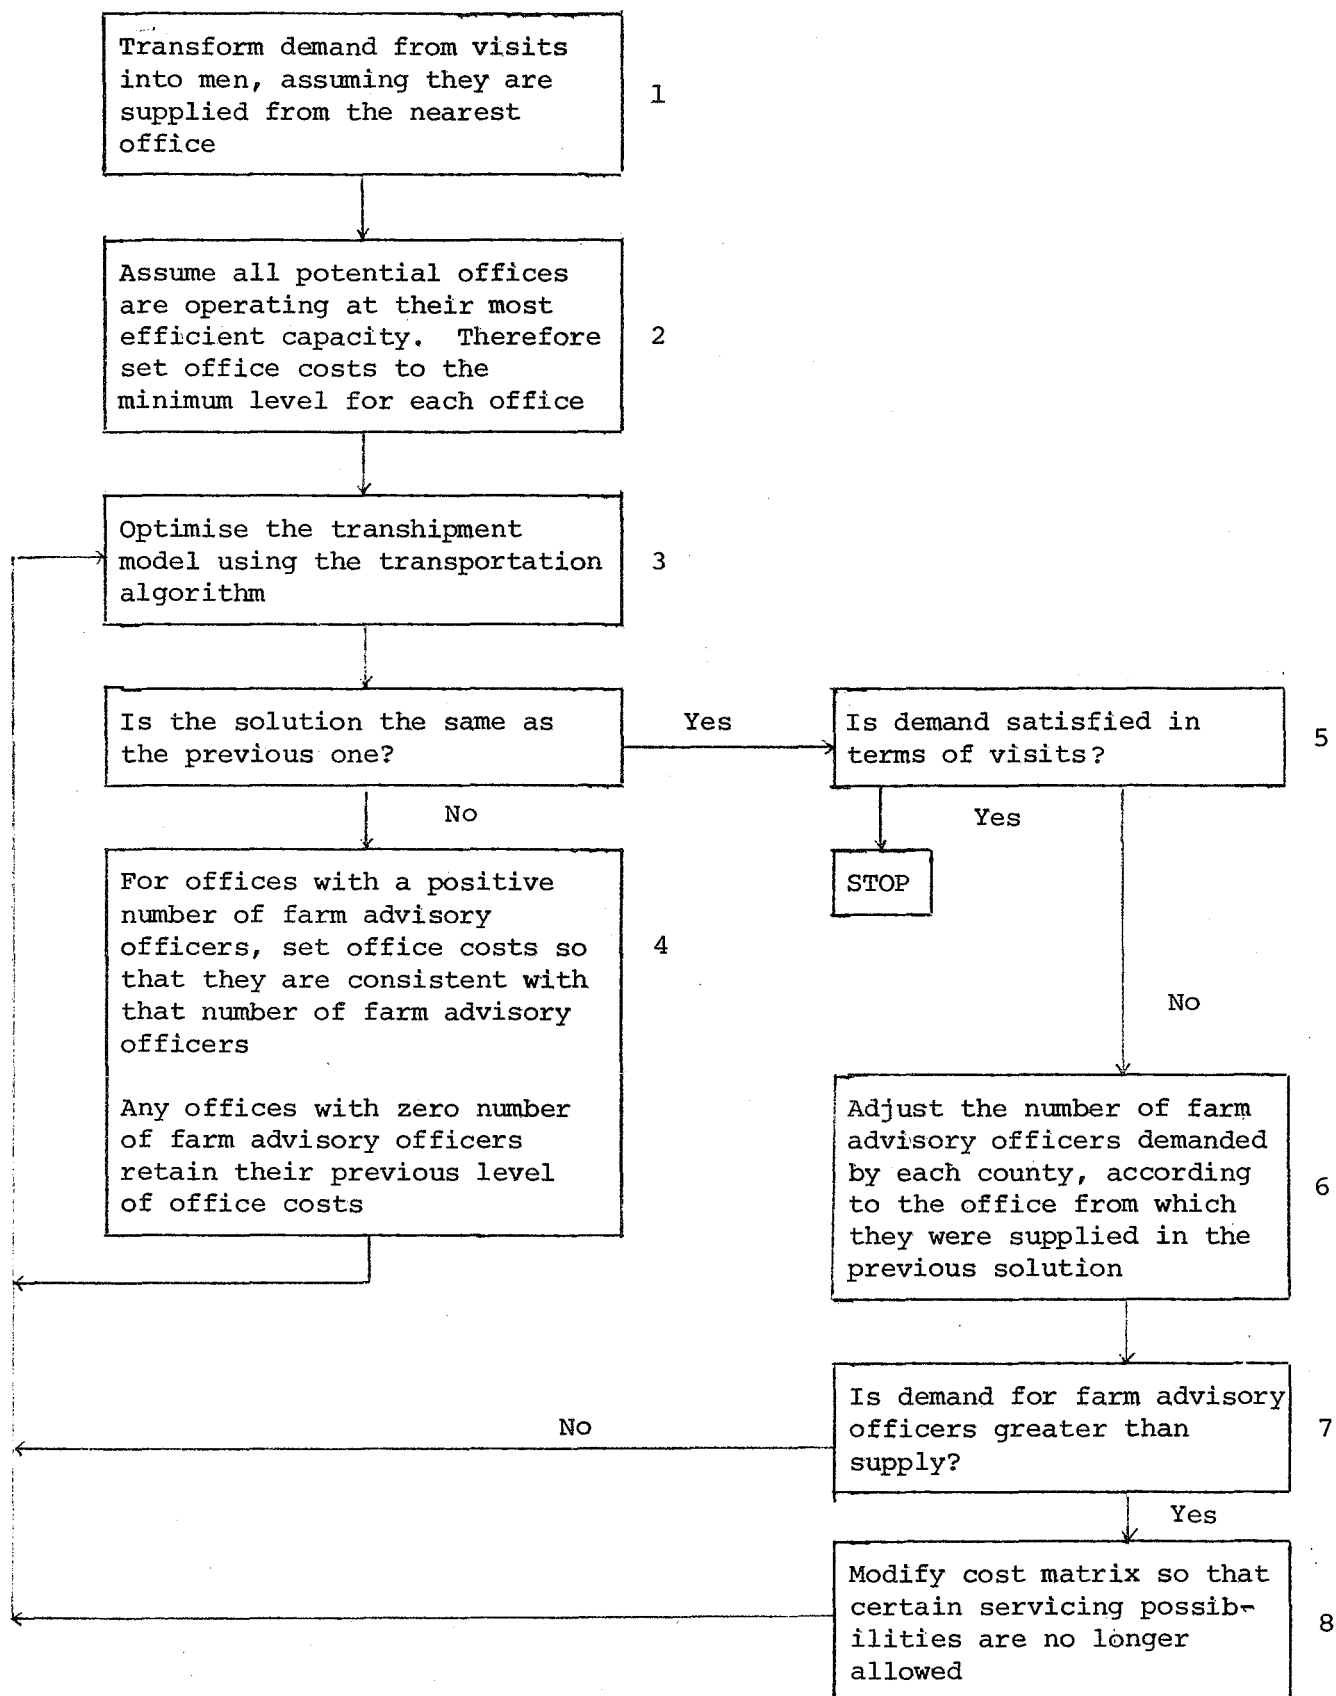 Transform demand from visits
into men, assuming they are
supplied from the nearest
office
1
Assume all potential offices
are operating at their most
efficient capacity. Therefore
set office costs to the
minimum level for each office
2
Optimise the transhipment
model using the transportation
algorithm
3
Is the solution the same as
the previous one?
Yes
Is demand satisfied in
terms of visits?
5
No
Yes
STOP
For offices with a positive
number of farm advisory
officers, set office costs so
that they are consistent with
that number of farm advisory
officers
Any offices with zero number
of farm advisory officers
retain their previous level
of office costs
4
No
Adjust the number of farm
advisory officers demanded
by each county, according
to the office from which
they were supplied in the
previous solution
6
Is demand for farm advisory
officers greater than
supply?
7
No
Yes
Modify cost matrix so that
certain servicing possib-
ilities are no longer
allowed
8